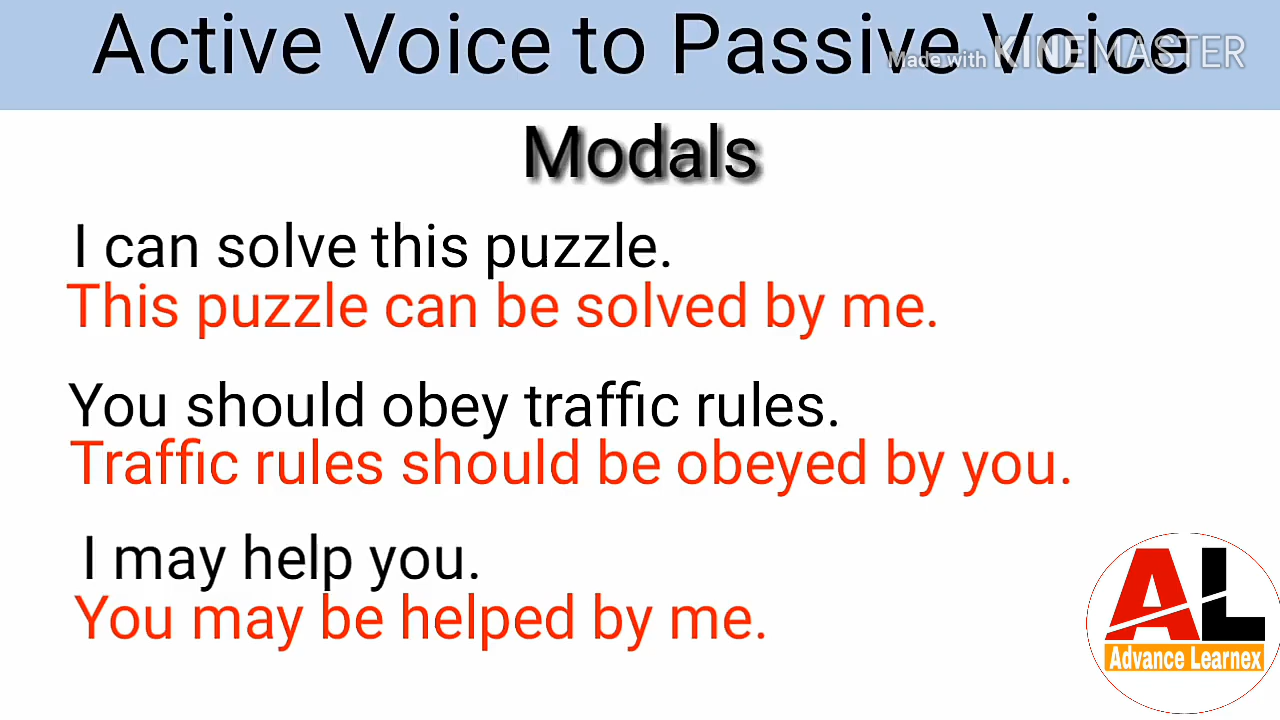 Active Voice to Passive Voice
Made with KINEMASTER
Modals
I can solve this puzzle.
This puzzle can be solved by me.
You should obey traffic rules.
Traffic rules should be obeyed by you.
I may help you.
You may be helped by me.
AL
Advance Learnex